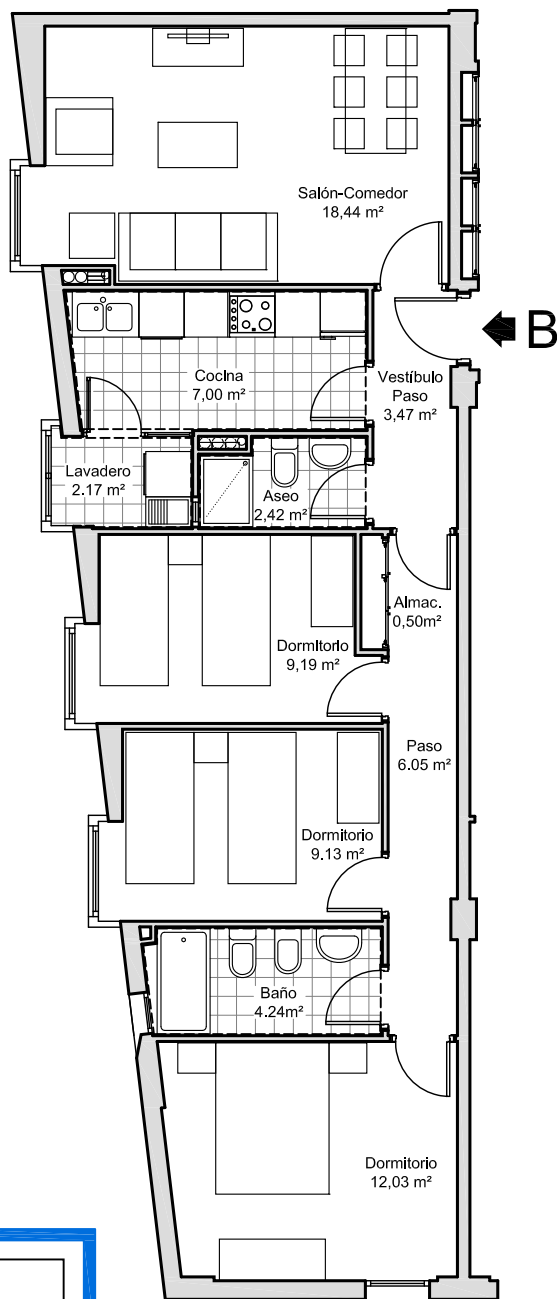 Salón-Comedor
18,44 m²
B
Cocina
7,00 m²
Vestíbulo
Paso
3,47 m²
Lavadero
2.17 m²
Aseo
2,42 m²
Almac.
0,50m²
Dormitorio
9,19 m²
Paso
6.05 m²
Dormitorio
9.13 m²
Baño
4.24m²
Dormitorio
12,03 m²